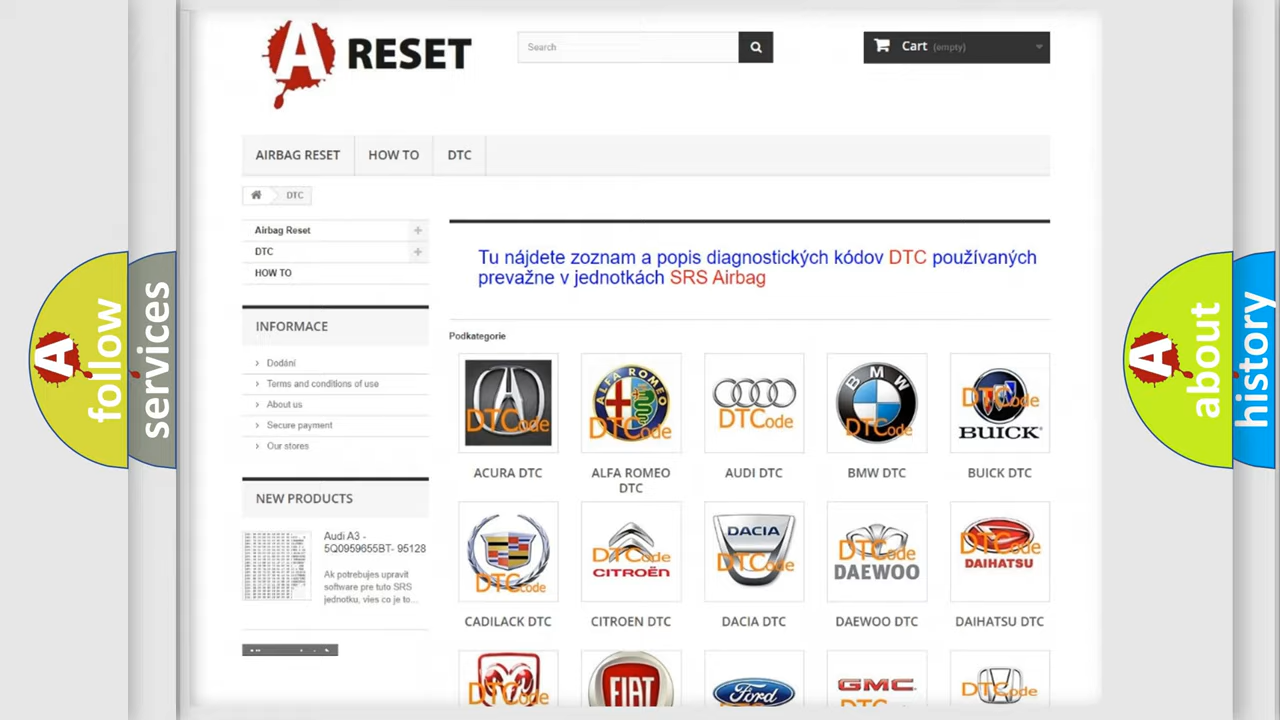 A RESET
Search
Cart (empty)
AIRBAG RESET
HOW TO
DTC
DTC
Airbag Reset
DTC
HOW TO
INFORMACE
Dodání
Terms and conditions of use
About us
Secure payment
Our stores
NEW PRODUCTS
Audi A3 -
5Q0959655BT- 95128
Ak potrebujes upravit
software pre tuto SRS
jednotku, vies co je to...
Tu nájdete zoznam a popis diagnostických kódov DTC používaných
prevažne v jednotkách SRS Airbag
Podkategorie
DTCode
ALFA ROMEO
DTCode
DTCode
BMW
DTCode
DTCode
BUICK
ACURA DTC
ALFA ROMEO
DTC
AUDI DTC
BMW DTC
BUICK DTC
DTCode
DTCode
CITROËN
DACIA
DTCode
DTCode
DAEWOO
DTCode
DAIHATSU
CADILACK DTC
CITROEN DTC
DACIA DTC
DAEWOO DTC
DAIHATSU DTC
DTCode
FIAT
Ford
GMC
DTCode
A follow
services
A about
history